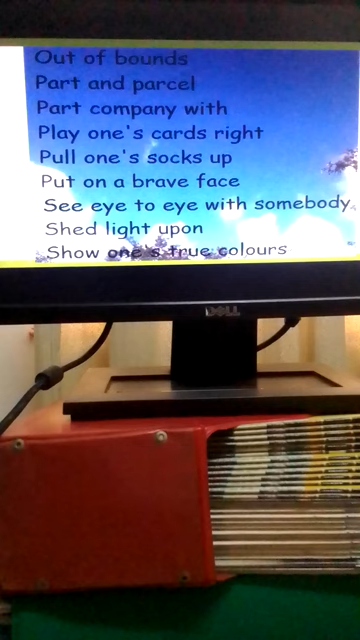 Out of bounds
Part and parcel
Part company with
Play one's cards right
Pull one's socks up
Put on a brave face
See eye to eye with somebody
Shed light upon
Show one's true colours
DELL